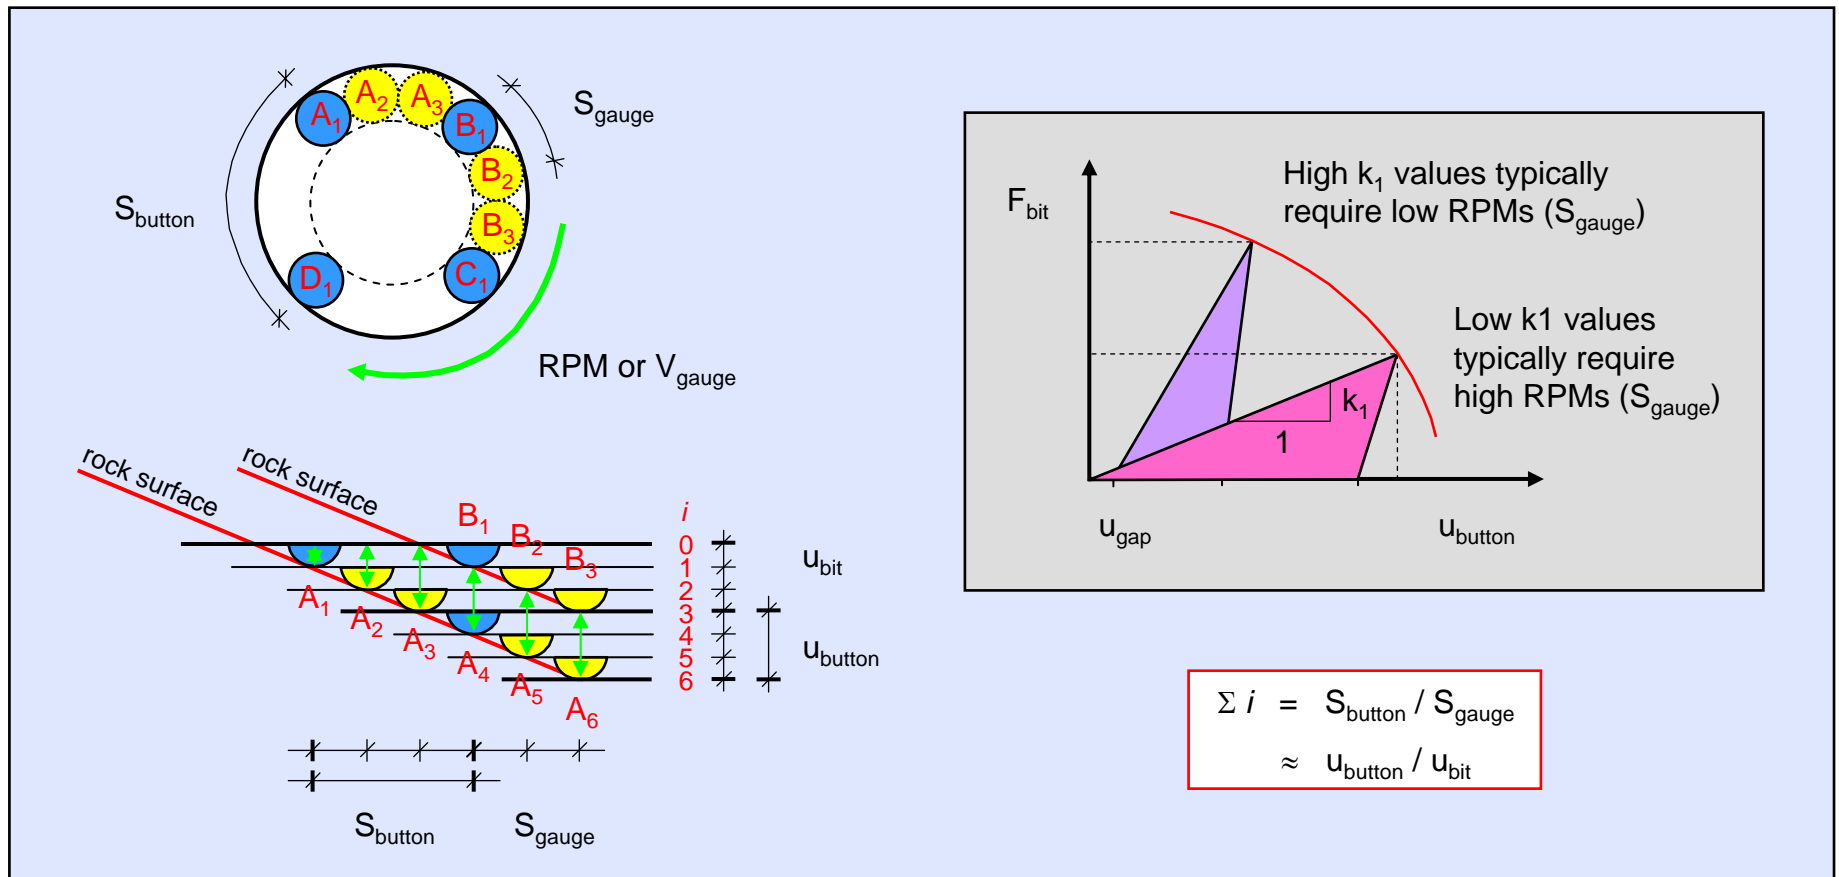 A2 A3
A1 B1
Sgauge
B2
Sbutton
B3
D1 C1
RPM or Vgauge
Fbit
High k1 values typically
require low RPMs (Sgauge)
Low k1 values
typically require
high RPMs (Sgauge)
k1
1
ugap
ubutton
rock surface
rock surface
B1
B2
B3
i
0
1
2
3
4
5
6
ubit
ubutton
A1
A2
A3
A4
A5
A6
Sbutton Sgauge
Σ i = Sbutton / Sgauge
≈ ubutton / ubit